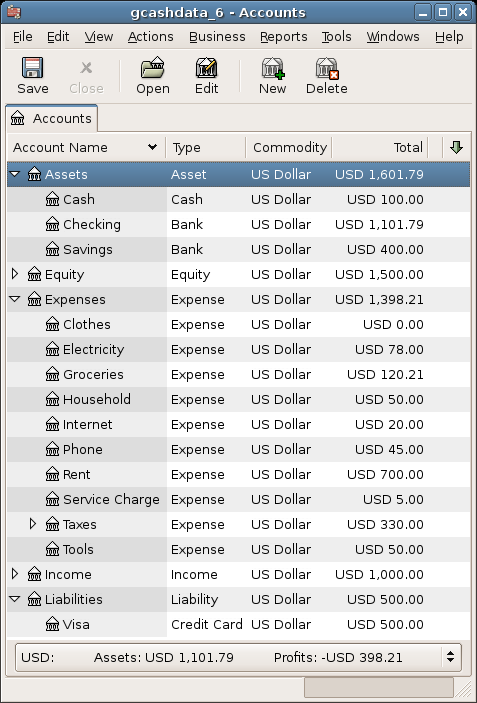 gcashdata_6 - Accounts
File Edit View Actions Business Reports Tools Windows Help
Save Close Open Edit New Delete
Accounts
Account Name Type Commodity Total
Assets Asset US Dollar USD 1,601.79
Cash Cash US Dollar USD 100.00
Checking Bank US Dollar USD 1,101.79
Savings Bank US Dollar USD 400.00
Equity Equity US Dollar USD 1,500.00
Expenses Expense US Dollar USD 1,398.21
Clothes Expense US Dollar USD 0.00
Electricity Expense US Dollar USD 78.00
Groceries Expense US Dollar USD 120.21
Household Expense US Dollar USD 50.00
Internet Expense US Dollar USD 20.00
Phone Expense US Dollar USD 45.00
Rent Expense US Dollar USD 700.00
Service Charge Expense US Dollar USD 5.00
Taxes Expense US Dollar USD 330.00
Tools Expense US Dollar USD 50.00
Income Income US Dollar USD 1,000.00
Liabilities Liability US Dollar USD 500.00
Visa Credit Card US Dollar USD 500.00
USD: Assets: USD 1,101.79 Profits: -USD 398.21